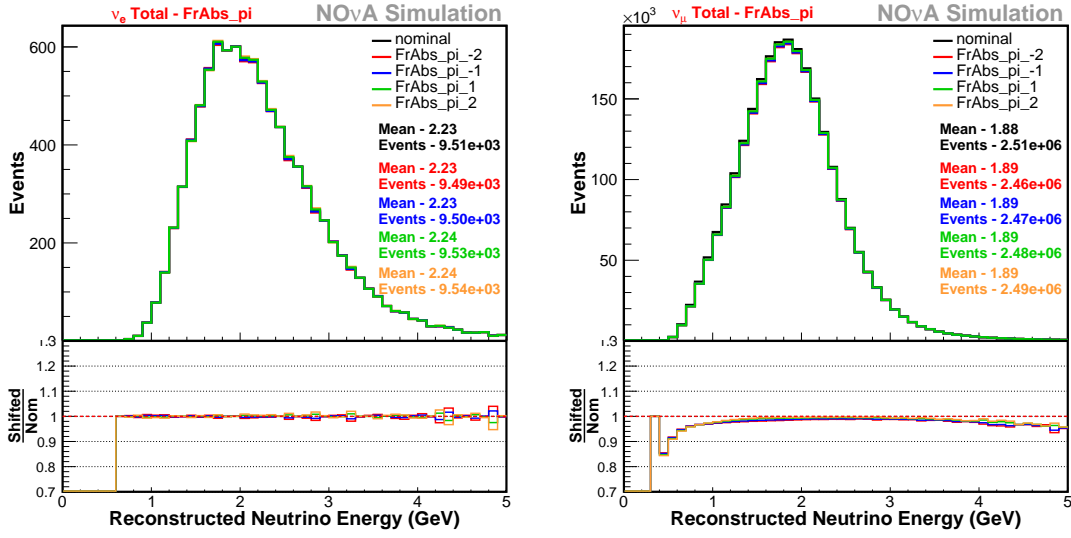 ν_e Total - FrAbs_pi NOνA Simulation
nominal
FrAbs_pi_-2
FrAbs_pi_-1
FrAbs_pi_1
FrAbs_pi_2
Mean - 2.23
Events - 9.51e+03
Mean - 2.23
Events - 9.49e+03
Mean - 2.23
Events - 9.50e+03
Mean - 2.24
Events - 9.53e+03
Mean - 2.24
Events - 9.54e+03
Events
600
400
200
Shifted
Nom
1.3
1.2
1.1
1
0.9
0.8
0.7
0 1 2 3 4 5
Reconstructed Neutrino Energy (GeV)
×10³ ν_μ Total - FrAbs_pi NOνA Simulation
nominal
FrAbs_pi_-2
FrAbs_pi_-1
FrAbs_pi_1
FrAbs_pi_2
Mean - 1.88
Events - 2.51e+06
Mean - 1.89
Events - 2.46e+06
Mean - 1.89
Events - 2.47e+06
Mean - 1.89
Events - 2.48e+06
Mean - 1.89
Events - 2.49e+06
Events
150
100
50
Shifted
Nom
1.3
1.2
1.1
1
0.9
0.8
0.7
0 1 2 3 4 5
Reconstructed Neutrino Energy (GeV)